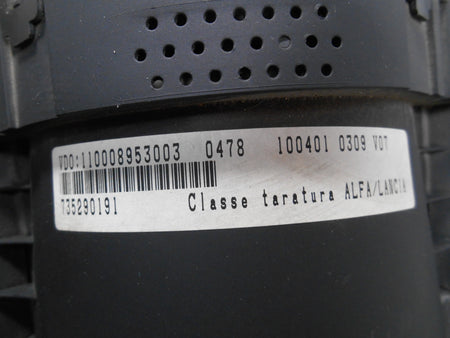 VDO:110008953003 0478 100401 0309 V07
735290191 Classe taratura ALFA/LANCIA